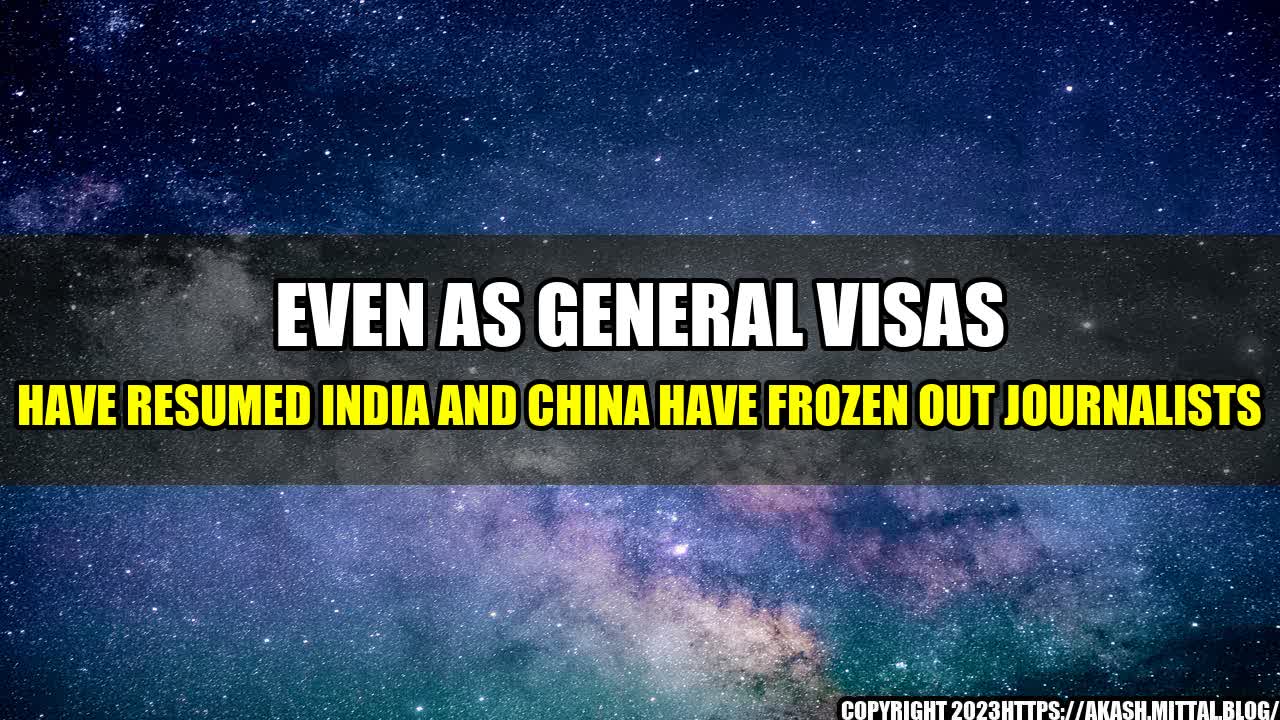 EVEN AS GENERAL VISAS
HAVE RESUMED INDIA AND CHINA HAVE FROZEN OUT JOURNALISTS
COPYRIGHT 2023HTTPS://AKASH.MITTAL.BLOG/